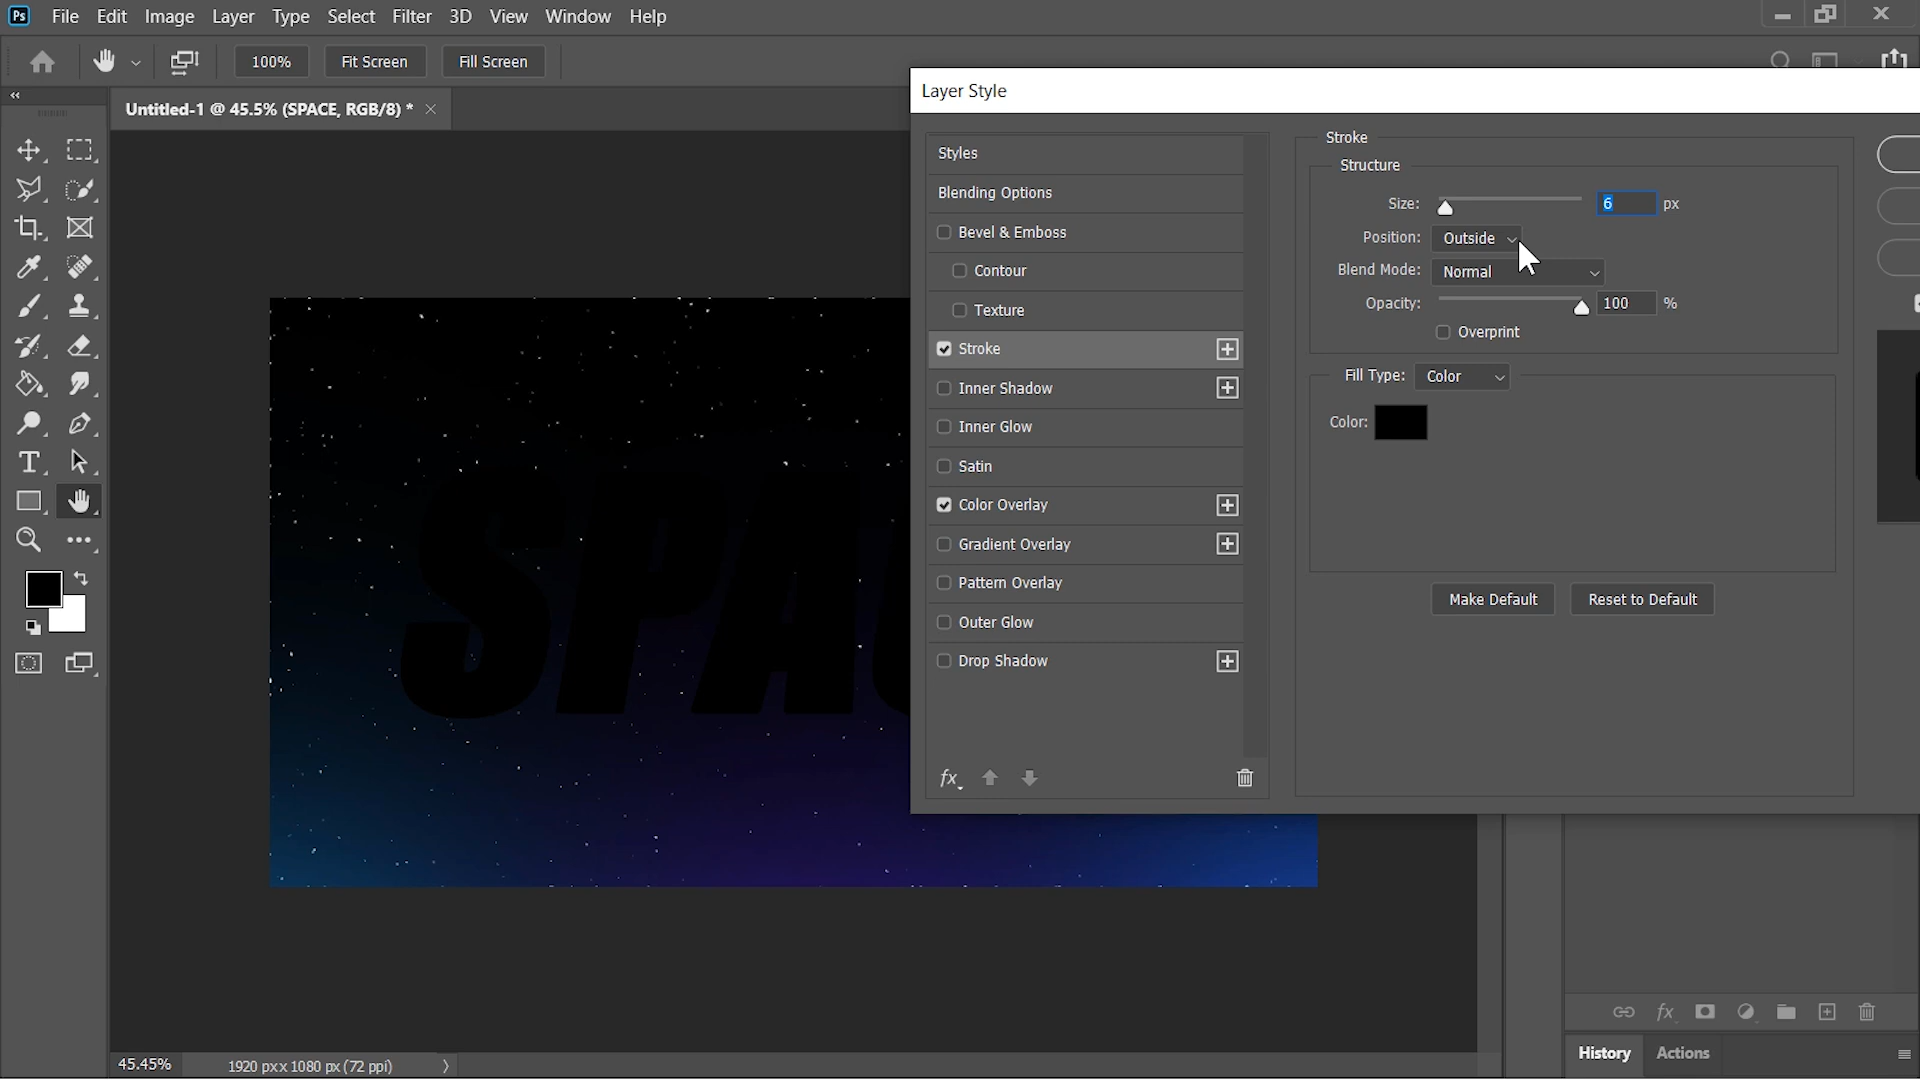 Ps File Edit Image Layer Type Select Filter 3D View Window Help
100% Fit Screen Fill Screen
Untitled-1 @ 45.5% (SPACE, RGB/8) *
Layer Style
Styles
Blending Options
Bevel & Emboss
Contour
Texture
Stroke
Inner Shadow
Inner Glow
Satin
Color Overlay
Gradient Overlay
Pattern Overlay
Outer Glow
Drop Shadow
fx
Stroke
Structure
Size: 6 px
Position: Outside
Blend Mode: Normal
Opacity: 100 %
Overprint
Fill Type: Color
Color:
Make Default Reset to Default
SPA
fx
History Actions
45.45% 1920 px x 1080 px (72 ppi)